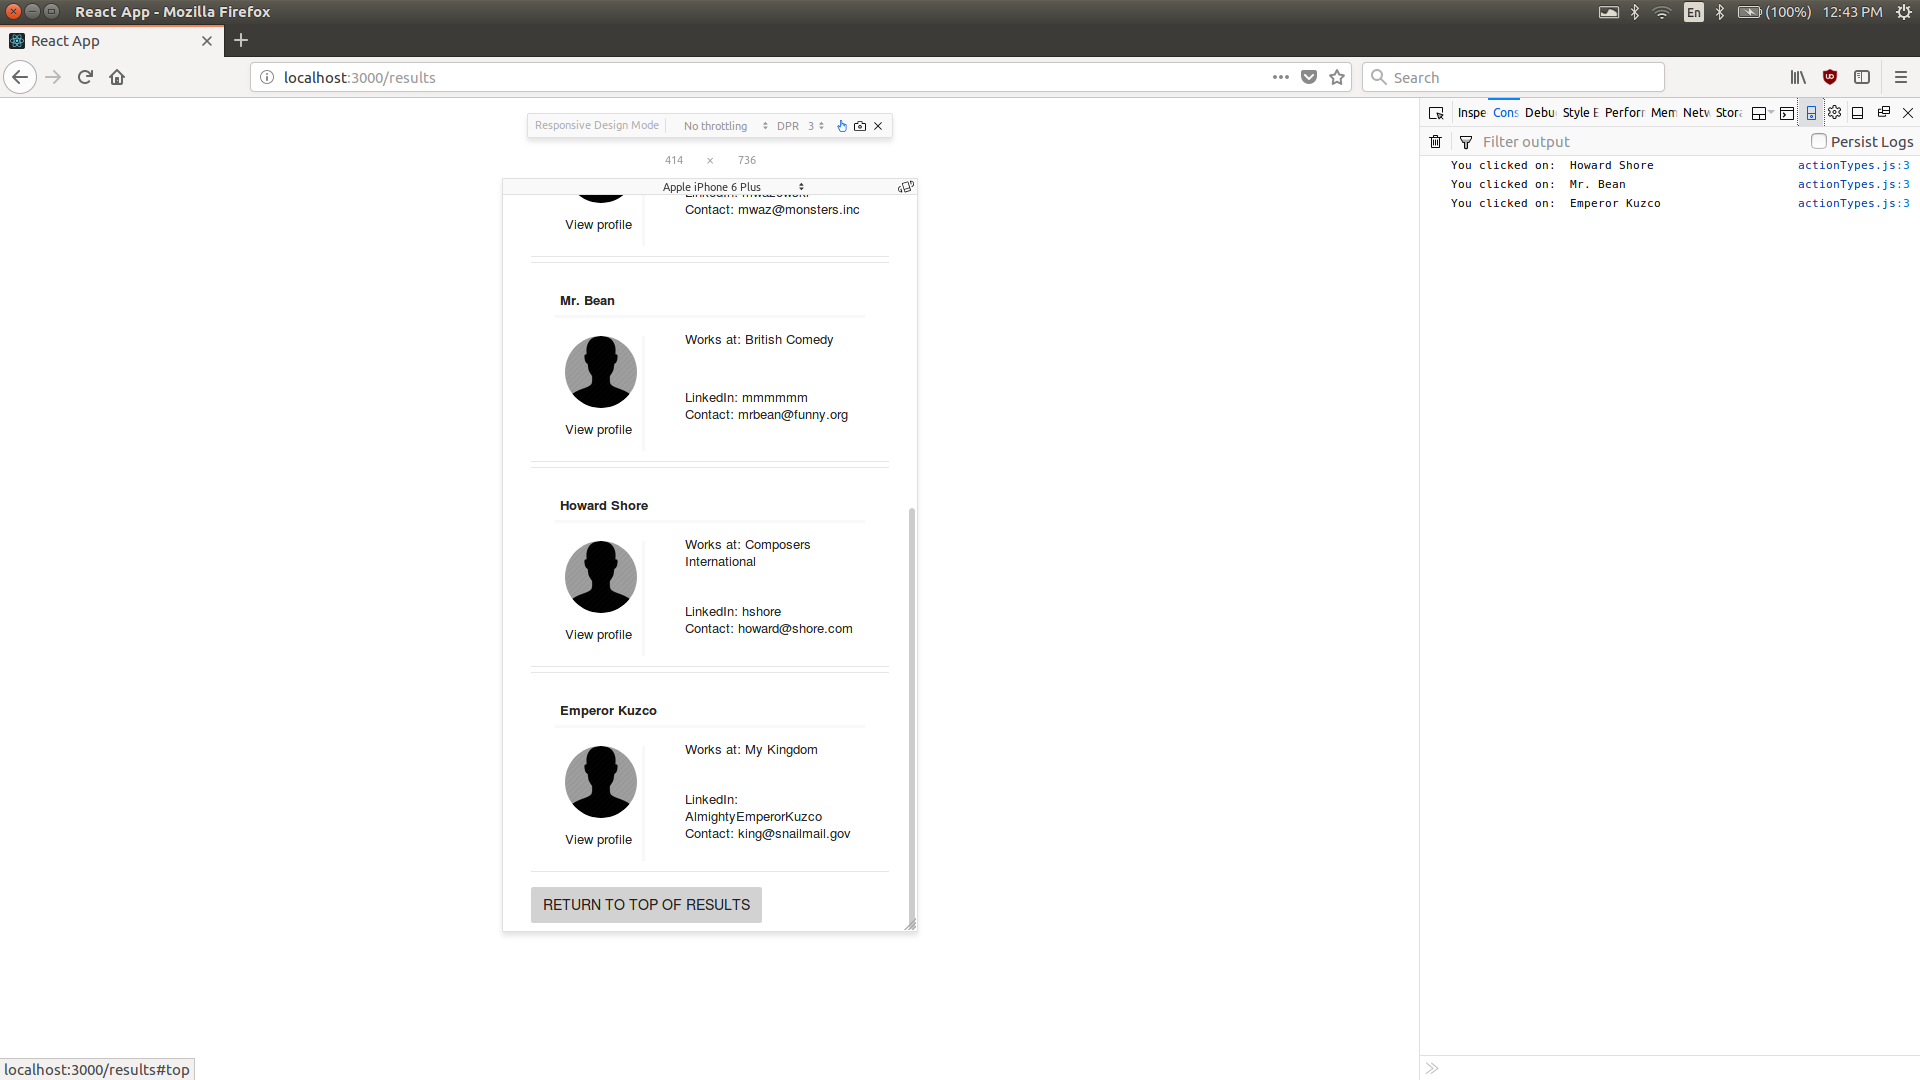 React App - Mozilla Firefox
En
(100%)
12:43 PM
React App
localhost:3000/results
Search
Responsive Design Mode
No throttling
DPR 3
414 × 736
Apple iPhone 6 Plus
Contact: mwaz@monsters.inc
View profile
Mr. Bean
Works at: British Comedy
LinkedIn: mmmmmm
Contact: mrbean@funny.org
View profile
Howard Shore
Works at: Composers
International
LinkedIn: hshore
Contact: howard@shore.com
View profile
Emperor Kuzco
Works at: My Kingdom
LinkedIn:
AlmightyEmperorKuzco
Contact: king@snailmail.gov
View profile
RETURN TO TOP OF RESULTS
Inspe Cons Debu Style E Perforr Mem Netw Stora
Filter output
Persist Logs
You clicked on: Howard Shore actionTypes.js:3
You clicked on: Mr. Bean actionTypes.js:3
You clicked on: Emperor Kuzco actionTypes.js:3
localhost:3000/results#top